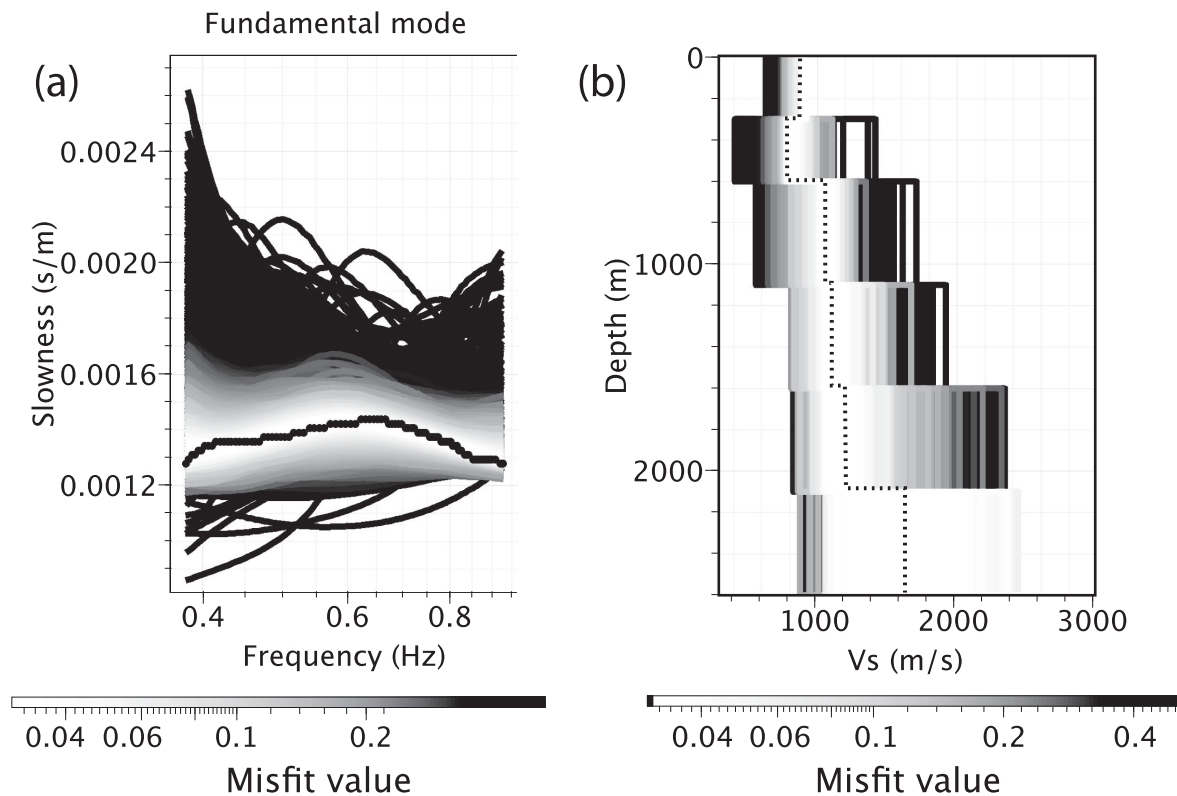 Fundamental mode
(a)
0.0024
0.0020
0.0016
0.0012
Slowness (s/m)
0.4 0.6 0.8
Frequency (Hz)
0.04 0.06 0.1 0.2
Misfit value
(b)
0
1000
2000
Depth (m)
1000 2000 3000
Vs (m/s)
0.04 0.06 0.1 0.2 0.4
Misfit value